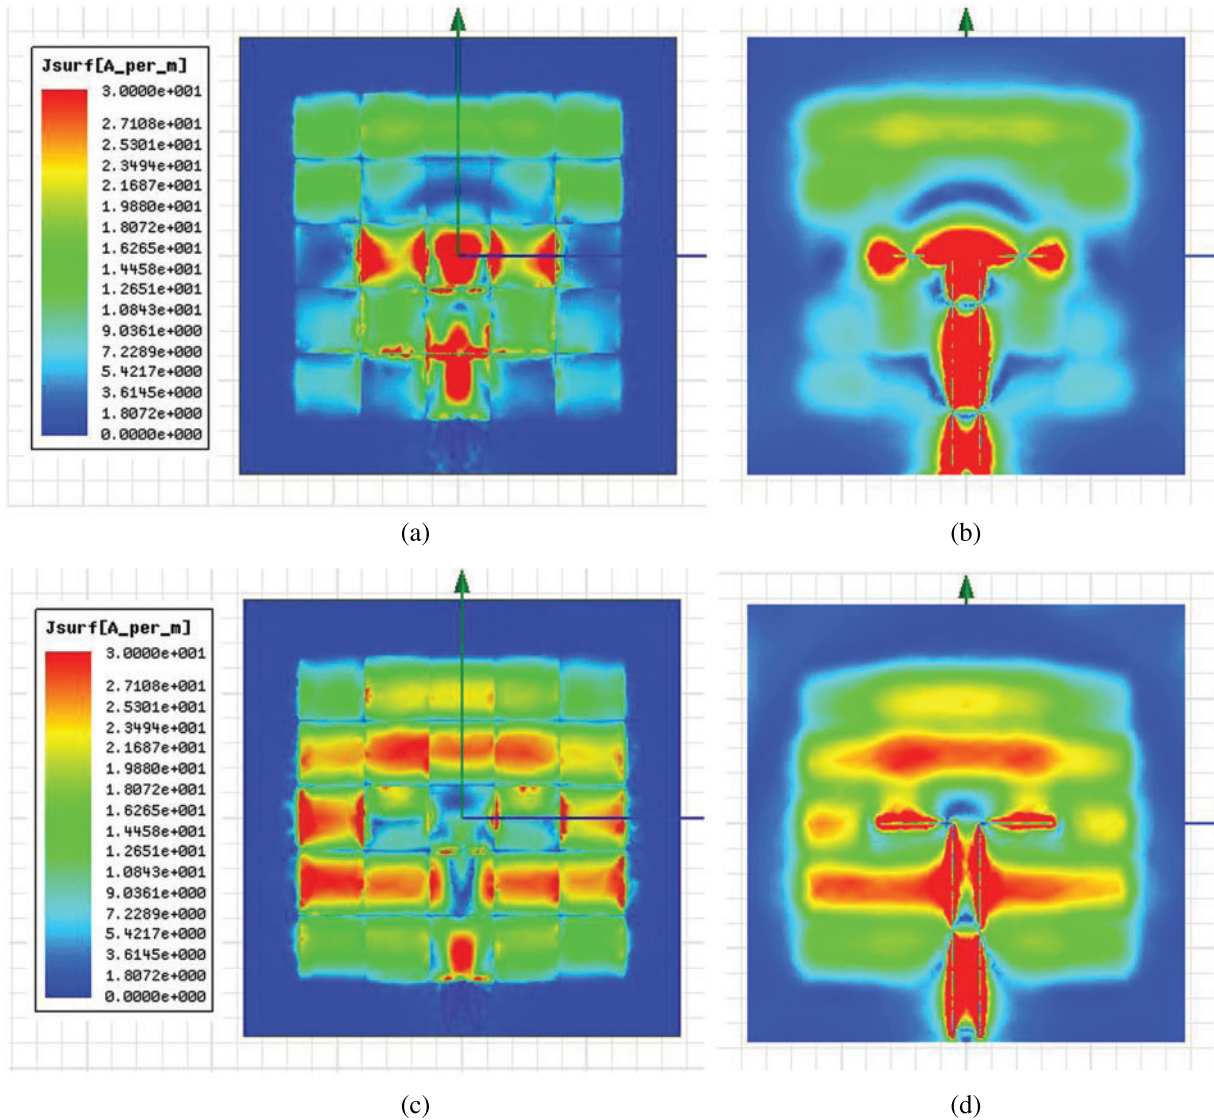 Jsurf[A_per_m]
3.0000e+001
2.7108e+001
2.5301e+001
2.3494e+001
2.1687e+001
1.9880e+001
1.8072e+001
1.6265e+001
1.4458e+001
1.2651e+001
1.0843e+001
9.0361e+000
7.2289e+000
5.4217e+000
3.6145e+000
1.8072e+000
0.0000e+000
(a)
(b)
Jsurf[A_per_m]
3.0000e+001
2.7108e+001
2.5301e+001
2.3494e+001
2.1687e+001
1.9880e+001
1.8072e+001
1.6265e+001
1.4458e+001
1.2651e+001
1.0843e+001
9.0361e+000
7.2289e+000
5.4217e+000
3.6145e+000
1.8072e+000
0.0000e+000
(c)
(d)